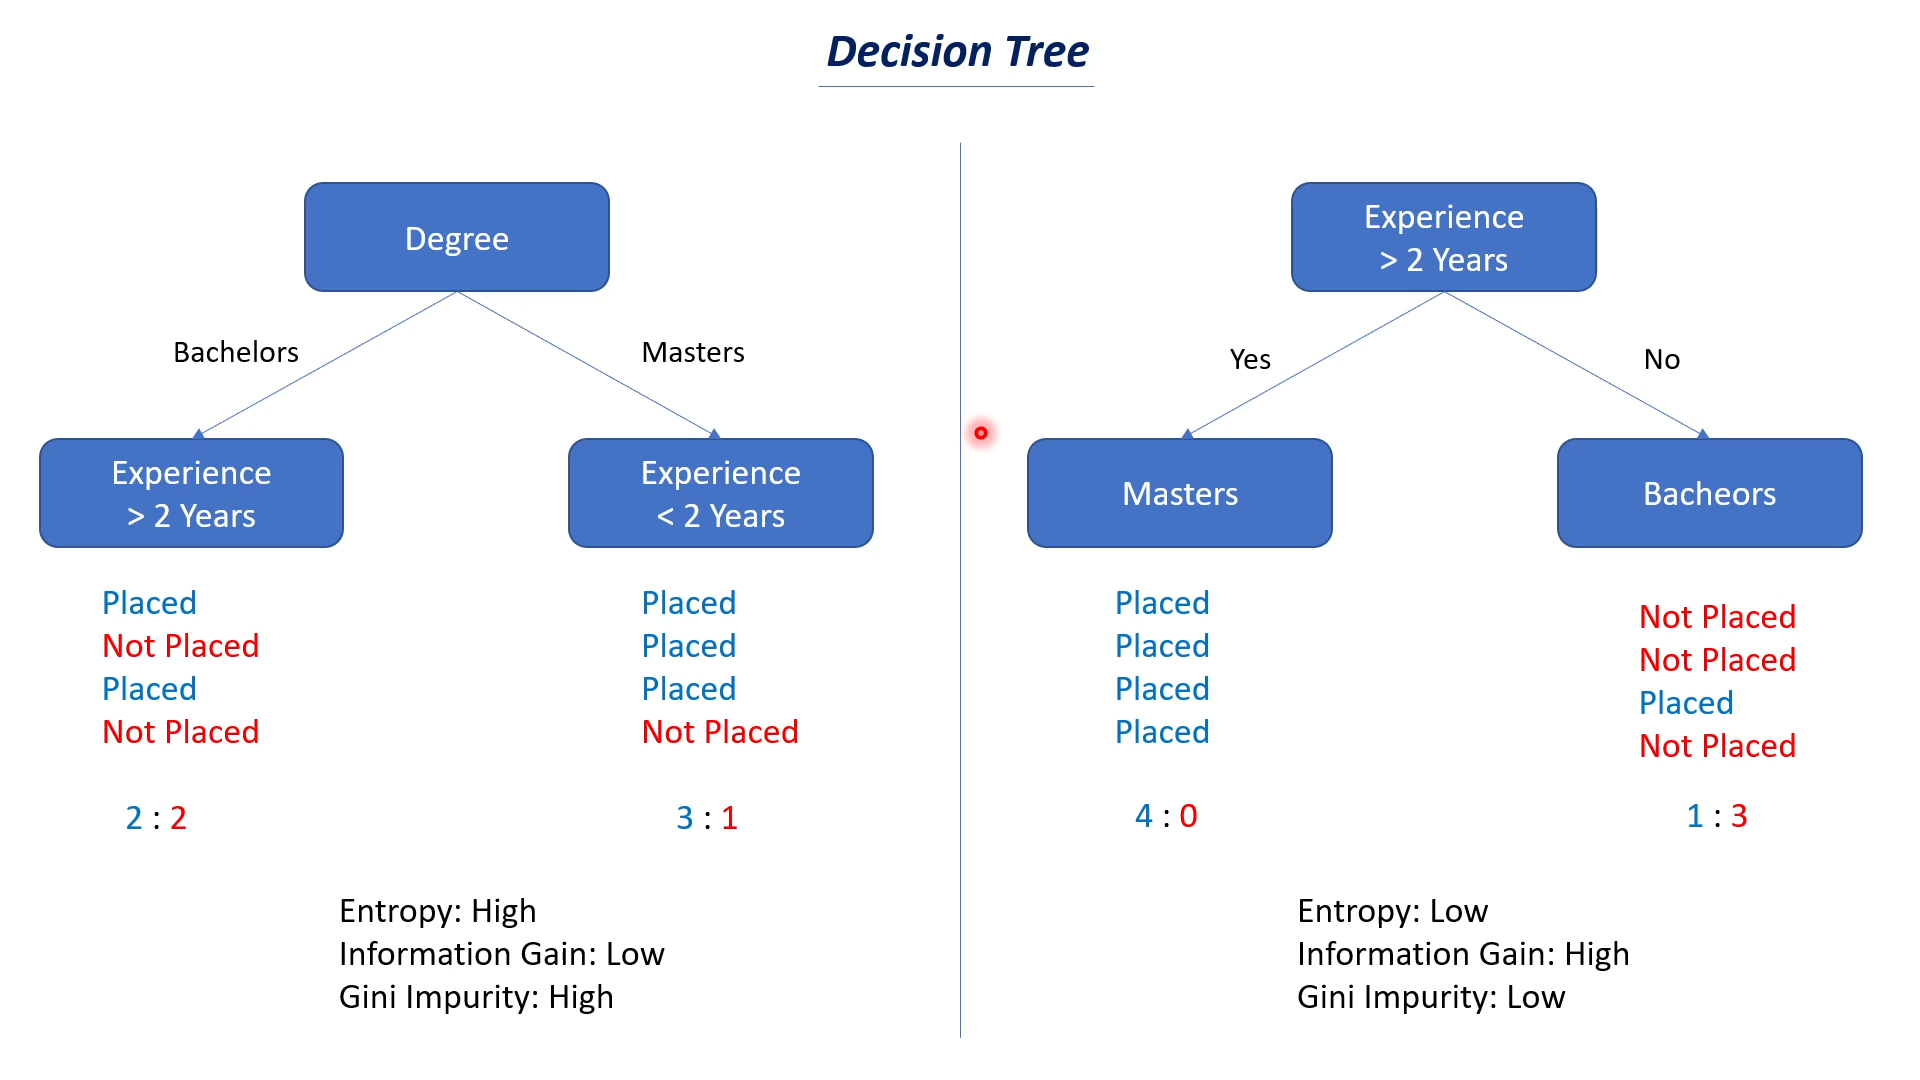 Decision Tree
Degree
Bachelors
Masters
Experience
> 2 Years
Experience
< 2 Years
Placed
Not Placed
Placed
Not Placed
Placed
Placed
Placed
Not Placed
2 : 2
3 : 1
Entropy: High
Information Gain: Low
Gini Impurity: High
Experience
> 2 Years
Yes
No
Masters
Bacheors
Placed
Placed
Placed
Placed
Not Placed
Not Placed
Placed
Not Placed
4 : 0
1 : 3
Entropy: Low
Information Gain: High
Gini Impurity: Low